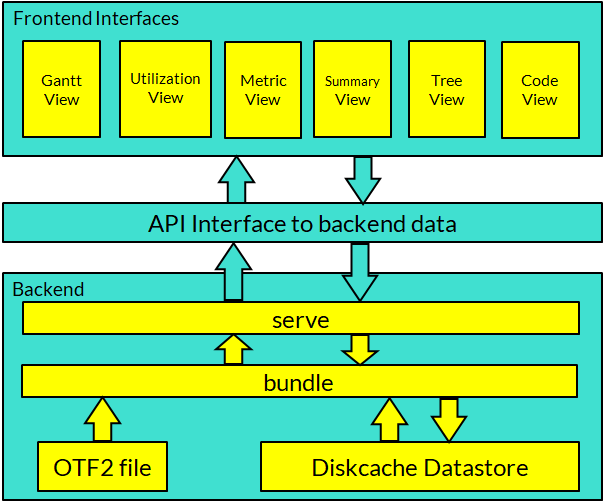 Frontend Interfaces
Gantt
View
Utilization
View
Metric
View
Summary
View
Tree
View
Code
View
API Interface to backend data
Backend
serve
bundle
OTF2 file
Diskcache Datastore